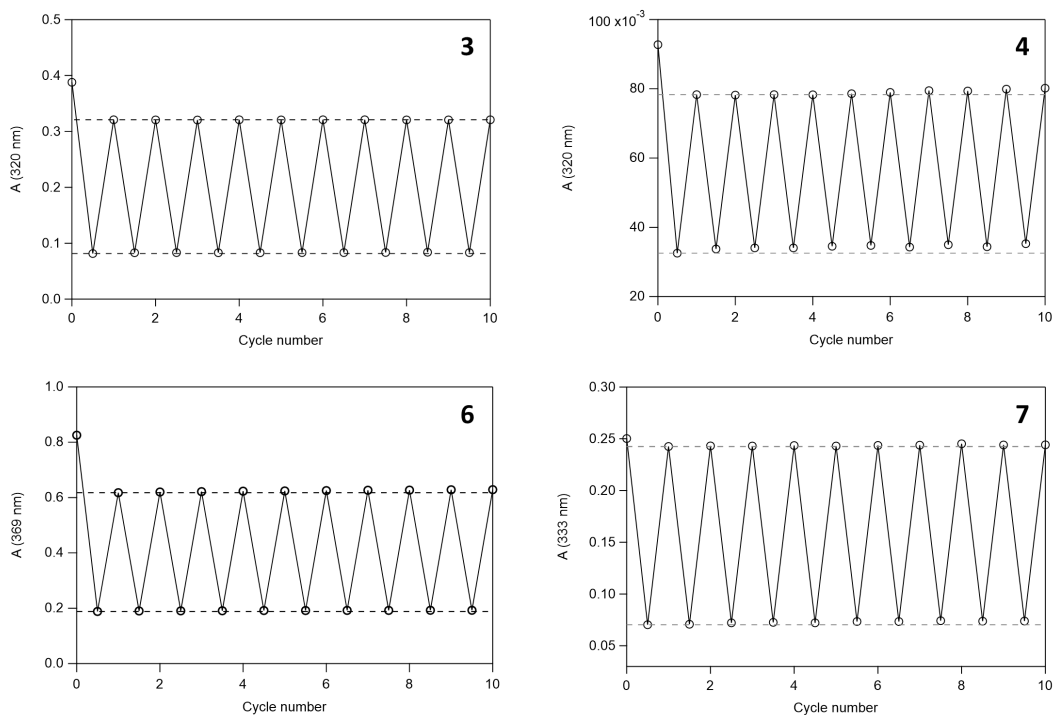 3
0.5
0.4
0.3
0.2
0.1
0.0
A (320 nm)
0 2 4 6 8 10
Cycle number
4
100 x10⁻³
80
60
40
20
A (320 nm)
0 2 4 6 8 10
Cycle number
6
1.0
0.8
0.6
0.4
0.2
0.0
A (369 nm)
0 2 4 6 8 10
Cycle number
7
0.30
0.25
0.20
0.15
0.10
0.05
A (333 nm)
0 2 4 6 8 10
Cycle number